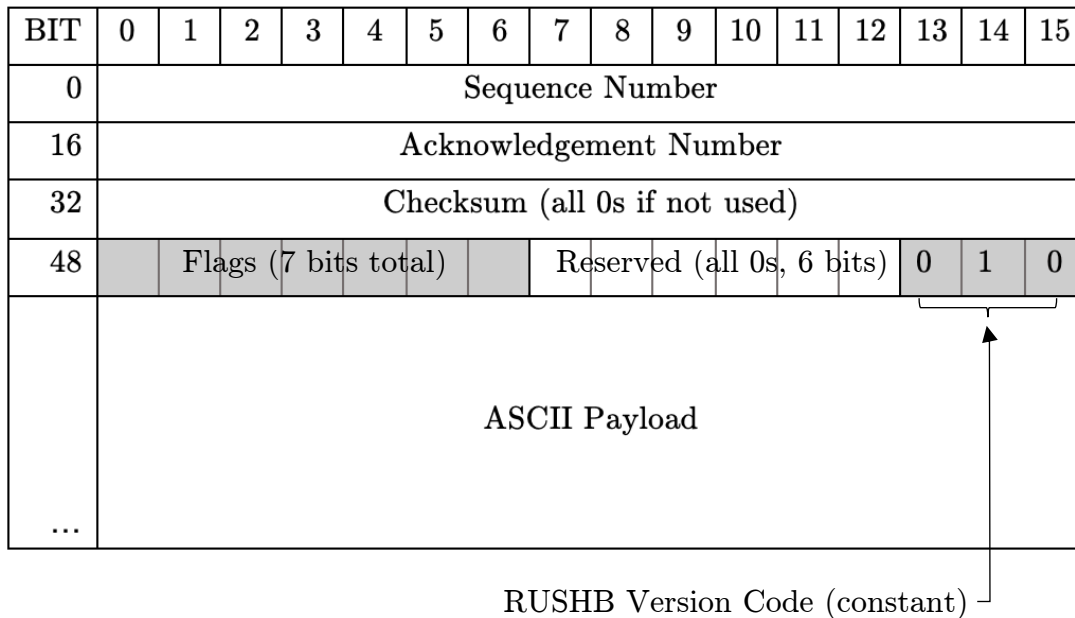 BIT 0 1 2 3 4 5 6 7 8 9 10 11 12 13 14 15
0 Sequence Number
16 Acknowledgement Number
32 Checksum (all 0s if not used)
48 Flags (7 bits total) Reserved (all 0s, 6 bits) 0 1 0
ASCII Payload
...
RUSHB Version Code (constant)